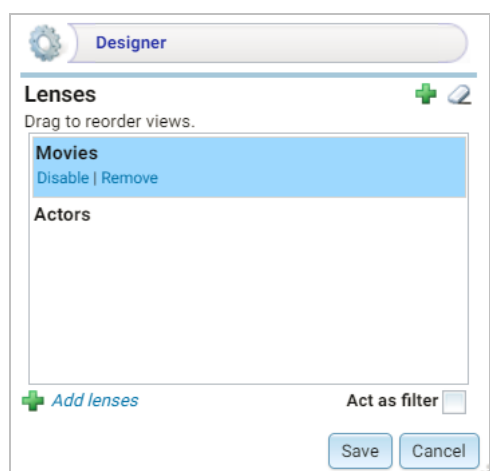 Designer
Lenses
Drag to reorder views.
Movies
Disable | Remove
Actors
Add lenses
Act as filter
Save
Cancel